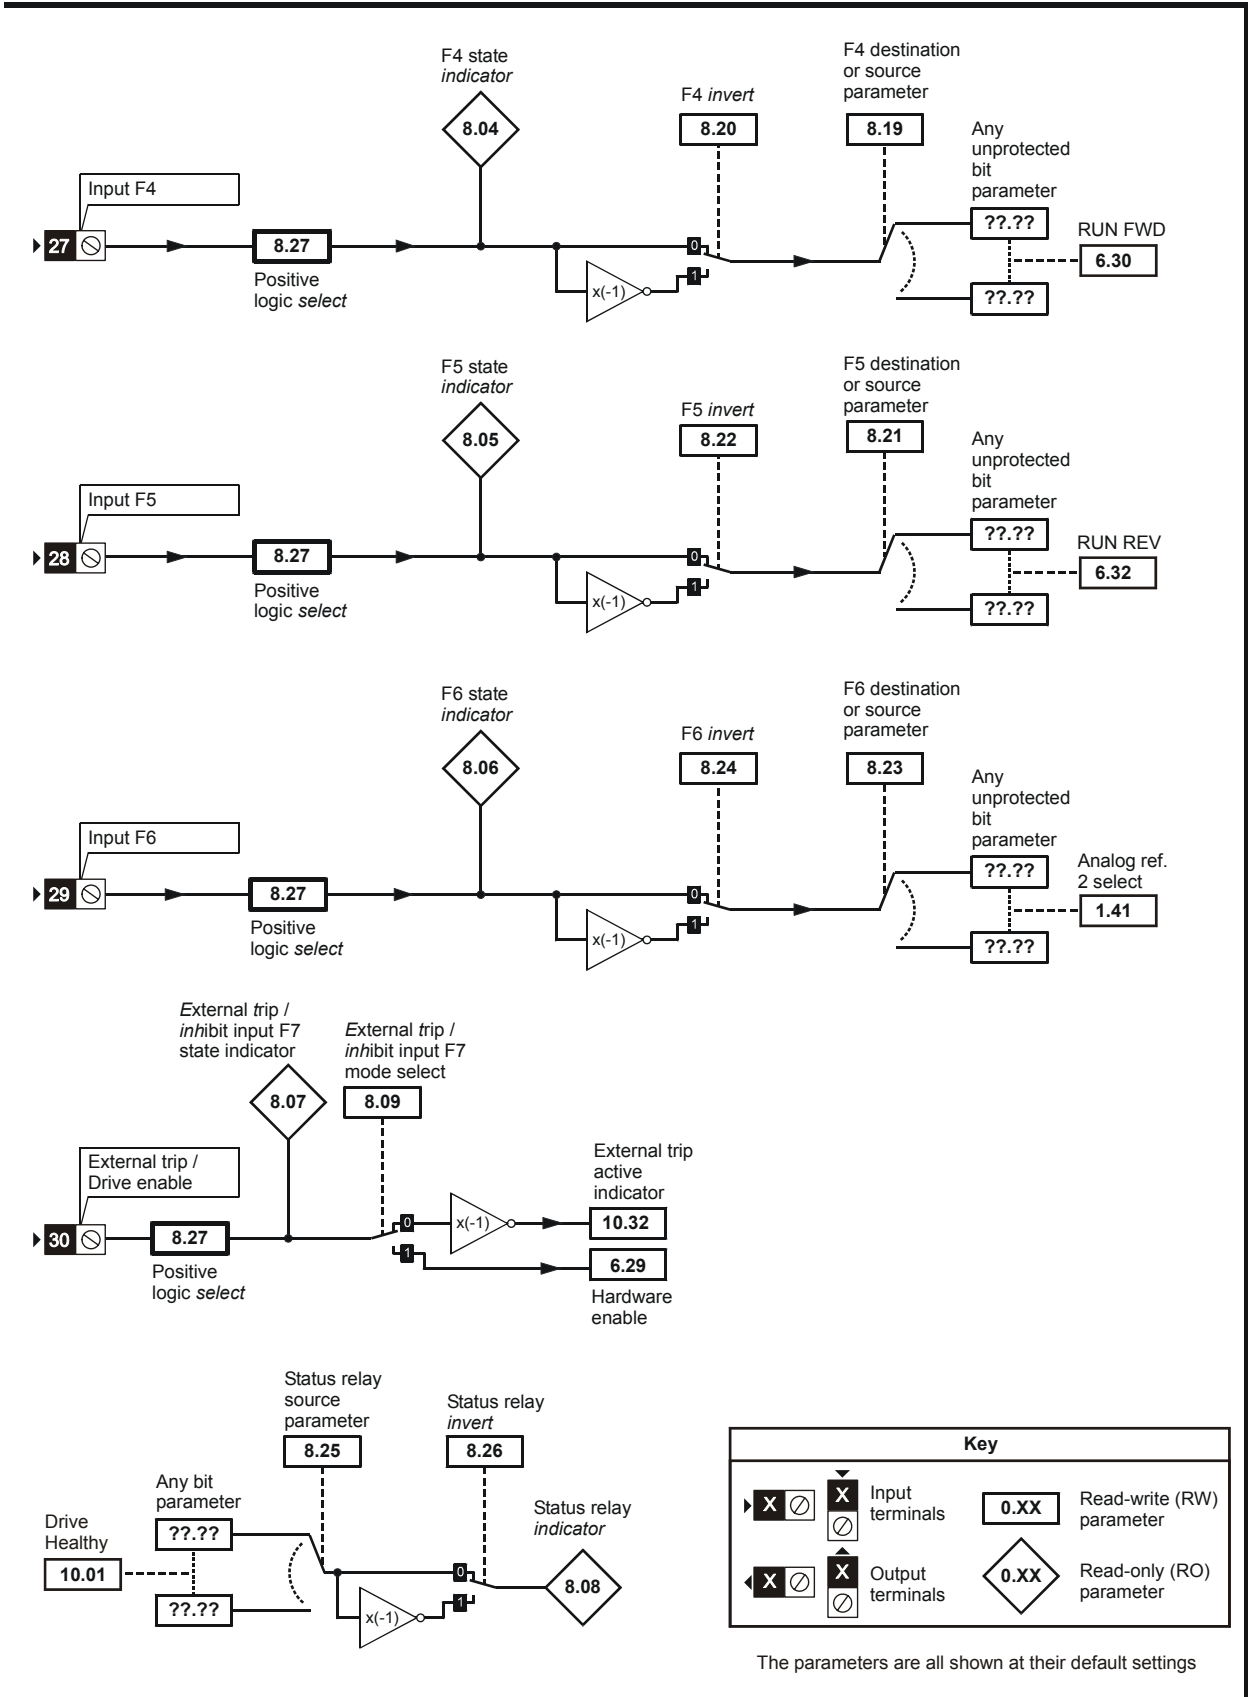 F4 state
indicator
F4 destination
or source
parameter
F4 invert
8.04
8.20
8.19
Any
unprotected
bit
parameter
Input F4
27
8.27
Positive
logic select
0
1
x(-1)
??.??
??.??
RUN FWD
6.30
F5 state
indicator
F5 destination
or source
parameter
F5 invert
8.05
8.22
8.21
Any
unprotected
bit
parameter
Input F5
28
8.27
Positive
logic select
0
1
x(-1)
??.??
??.??
RUN REV
6.32
F6 state
indicator
F6 destination
or source
parameter
F6 invert
8.06
8.24
8.23
Any
unprotected
bit
parameter
Input F6
29
8.27
Positive
logic select
0
1
x(-1)
??.??
??.??
Analog ref.
2 select
1.41
External trip /
inhibit input F7
state indicator
External trip /
inhibit input F7
mode select
8.07
8.09
External trip /
Drive enable
30
8.27
Positive
logic select
0
1
x(-1)
External trip
active
indicator
10.32
6.29
Hardware
enable
Status relay
source
parameter
8.25
Status relay
invert
8.26
Any bit
parameter
??.??
??.??
Drive
Healthy
10.01
x(-1)
0
1
Status relay
indicator
8.08
Key
X
X
Input
terminals
0.XX
Read-write (RW)
parameter
X
X
Output
terminals
0.XX
Read-only (RO)
parameter
The parameters are all shown at their default settings